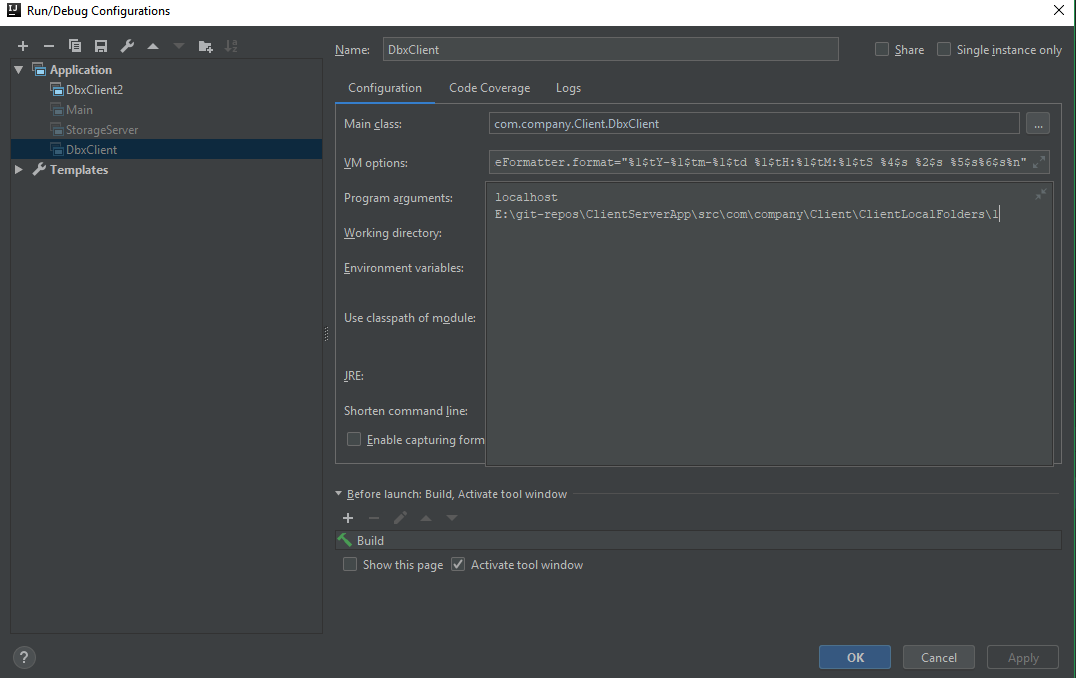 Run/Debug Configurations
Name: DbxClient
Share
Single instance only
Application
DbxClient2
Main
StorageServer
DbxClient
Templates
Configuration Code Coverage Logs
Main class: com.company.Client.DbxClient ...
VM options: eFormatter.format="%1$tY-%1$tm-%1$td %1$tH:%1$tM:%1$tS %4$s %2$s %5$s%6$s%n"
Program arguments: localhost
E:\git-repos\ClientServerApp\src\com\company\Client\ClientLocalFolders\1
Working directory:
Environment variables:
Use classpath of module:
JRE:
Shorten command line:
Enable capturing form
Before launch: Build, Activate tool window
Build
Show this page Activate tool window
? OK Cancel Apply